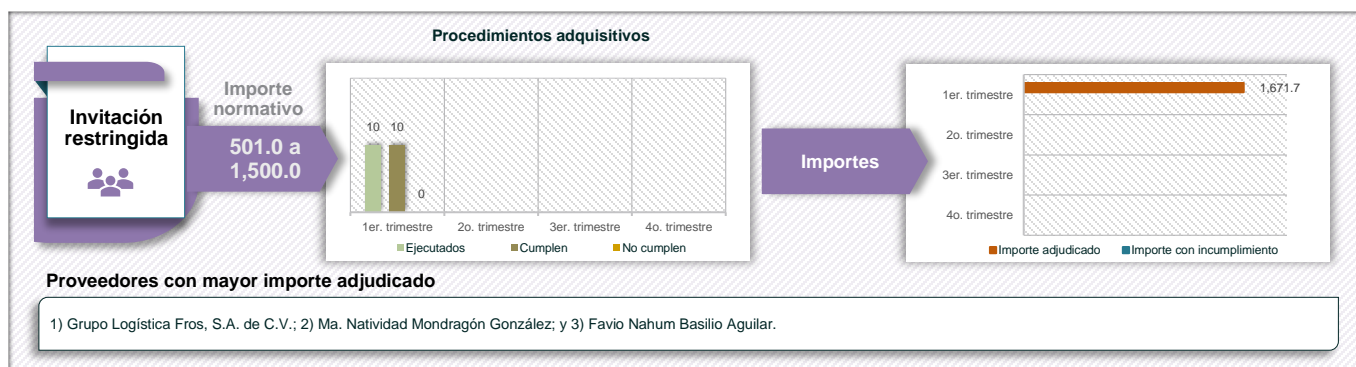 Procedimientos adquisitivos
Invitación
restringida
Importe
normativo
501.0 a
1,500.0
10 10
0
1er. trimestre 2o. trimestre 3er. trimestre 4o. trimestre
Ejecutados Cumplen No cumplen
Importes
1er. trimestre
1,671.7
2o. trimestre
3er. trimestre
4o. trimestre
Importe adjudicado Importe con incumplimiento
Proveedores con mayor importe adjudicado
1) Grupo Logística Fros, S.A. de C.V.; 2) Ma. Natividad Mondragón González; y 3) Favio Nahum Basilio Aguilar.